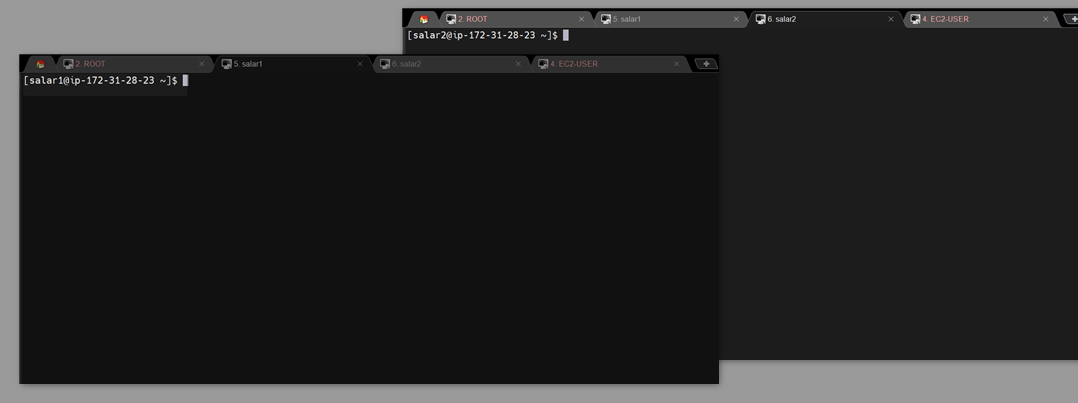 2. ROOT
5. salar1
6. salar2
4. EC2-USER
[salar2@ip-172-31-28-23 ~]$
2. ROOT
5. salar1
6. salar2
4. EC2-USER
[salar1@ip-172-31-28-23 ~]$